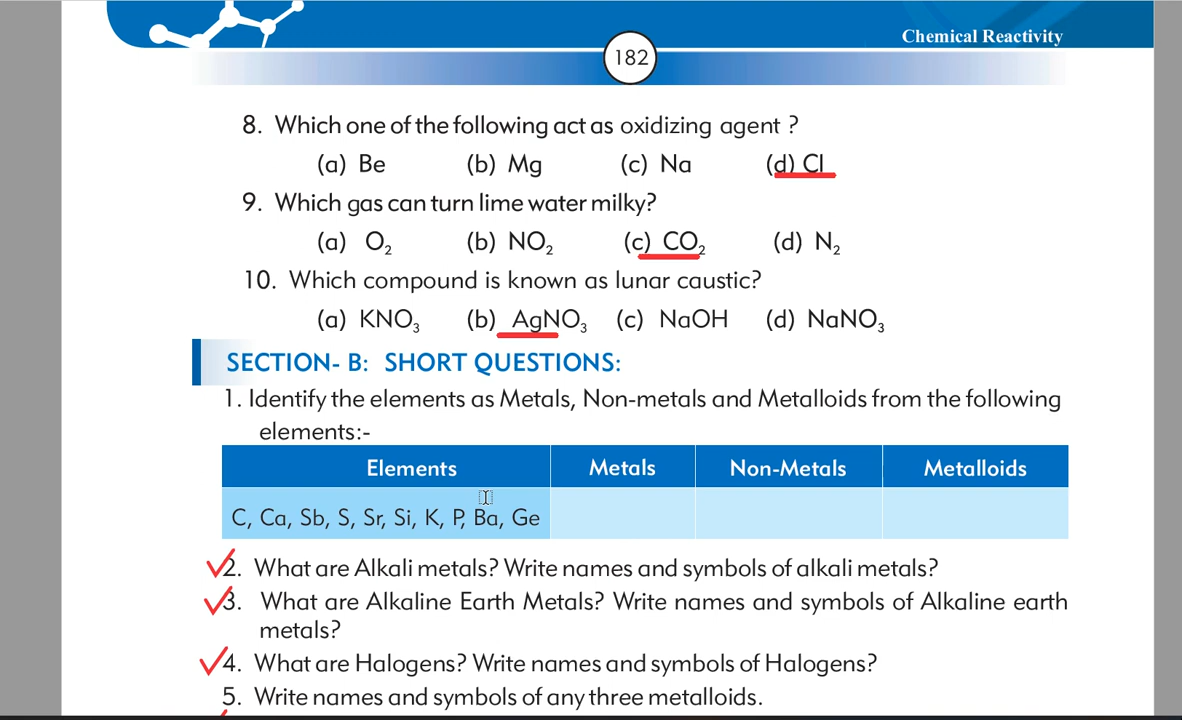 Chemical Reactivity
182
8. Which one of the following act as oxidizing agent ?
(a) Be (b) Mg (c) Na (d) Cl
9. Which gas can turn lime water milky?
(a) O₂ (b) NO₂ (c) CO₂ (d) N₂
10. Which compound is known as lunar caustic?
(a) KNO₃ (b) AgNO₃ (c) NaOH (d) NaNO₃
SECTION- B: SHORT QUESTIONS:
1. Identify the elements as Metals, Non-metals and Metalloids from the following
elements:-
Elements Metals Non-Metals Metalloids
C, Ca, Sb, S, Sr, Si, K, P, Ba, Ge
2. What are Alkali metals? Write names and symbols of alkali metals?
3. What are Alkaline Earth Metals? Write names and symbols of Alkaline earth
metals?
4. What are Halogens? Write names and symbols of Halogens?
5. Write names and symbols of any three metalloids.